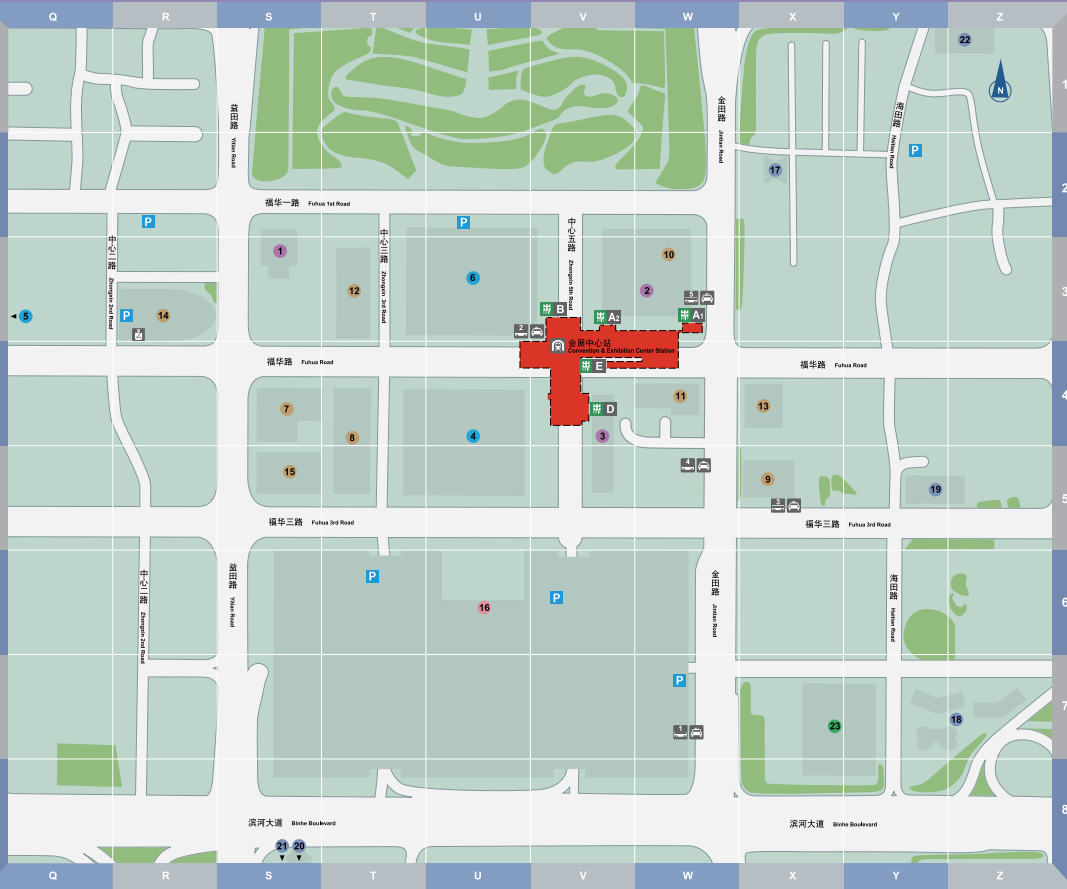 Q R S T U V W X Y Z
22
1
N
益田路
Yitian Road
金田路
Jintian Road
海田路
Haitian Road
P
17
2
福华一路 Fuhua 1st Road
P
P
中心二路
Zhongxin 2nd Road
中心三路
Zhongxin 3rd Road
中心五路
Zhongxin 5th Road
1
6
10
12
2
3
5
5
P
14
B
A2
A1
2
会展中心站
Convention & Exhibition Center Station
福华路 Fuhua Road
福华路 Fuhua Road
E
4
7
8
4
D
3
11
13
15
4
9
3
19
5
福华三路 Fuhua 3rd Road
福华三路 Fuhua 3rd Road
中心二路
Zhongxin 2nd Road
益田路
Yitian Road
金田路
Jintian Road
海田路
Haitian Road
P
16
P
6
P
1
23
18
7
滨河大道 Binhe Boulevard
滨河大道 Binhe Boulevard
8
21 20
Q R S T U V W X Y Z